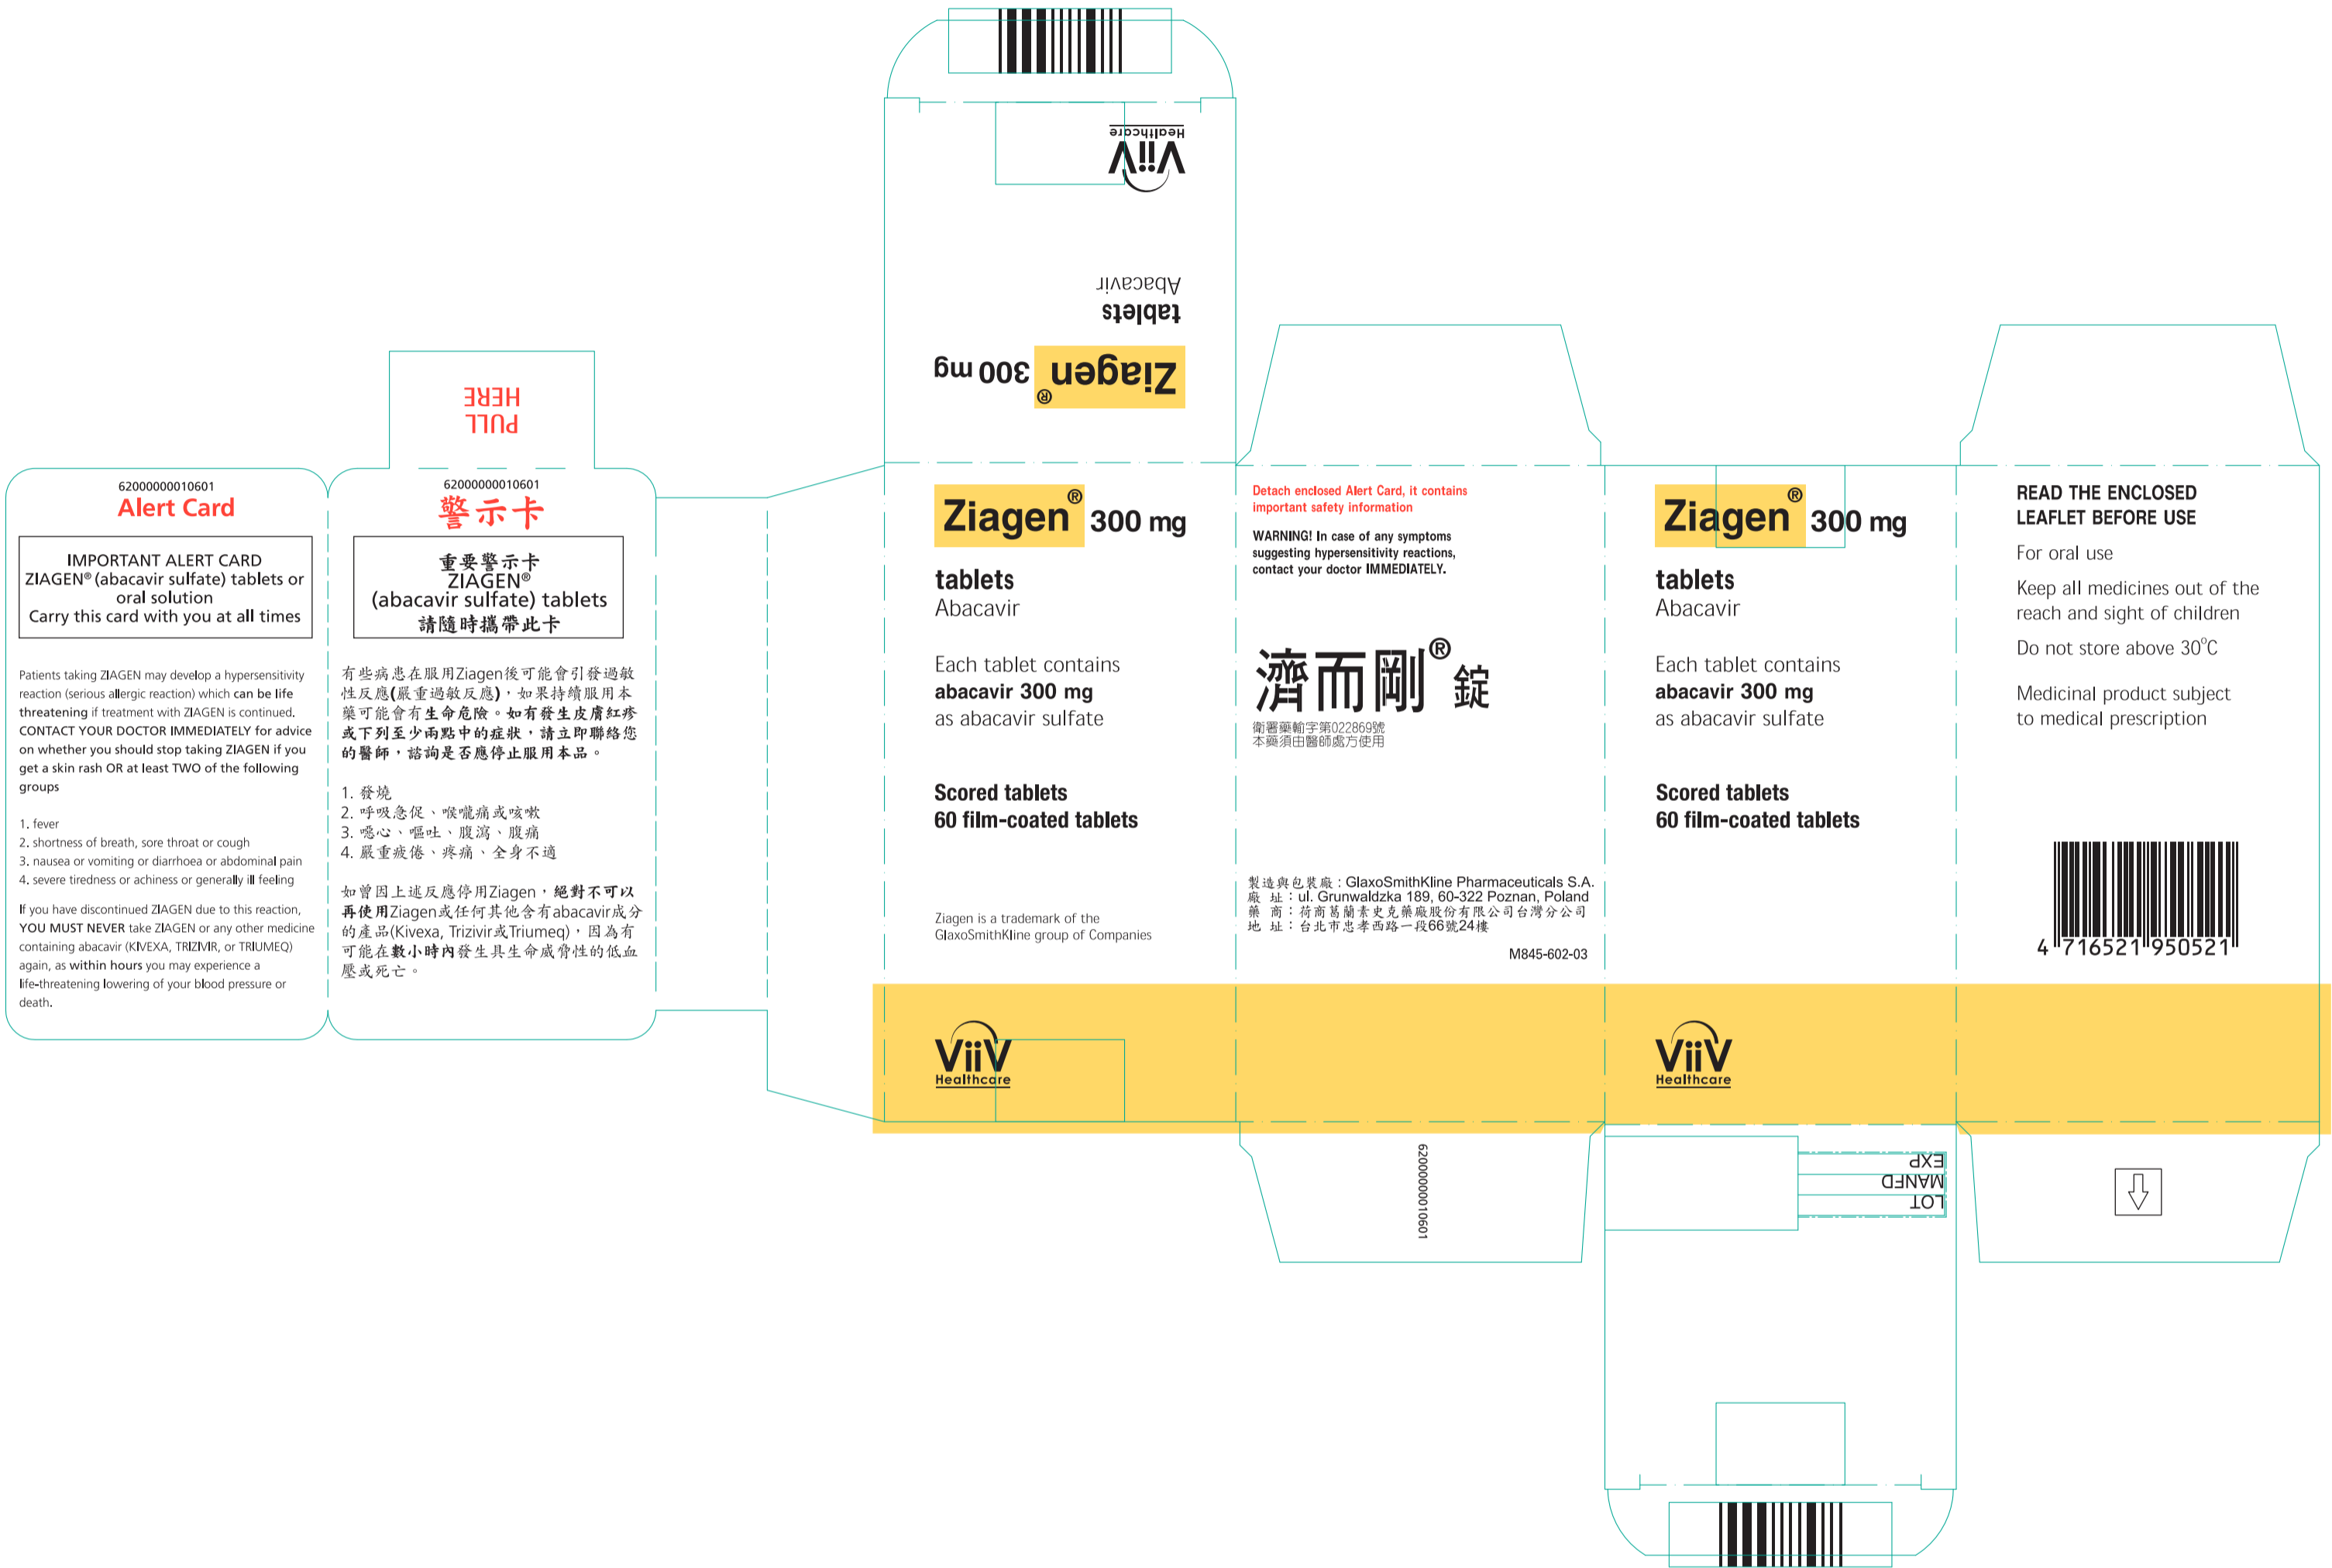 62000000010601
Alert Card
IMPORTANT ALERT CARD
ZIAGEN® (abacavir sulfate) tablets or
oral solution
Carry this card with you at all times
Patients taking ZIAGEN may develop a hypersensitivity
reaction (serious allergic reaction) which can be life
threatening if treatment with ZIAGEN is continued.
CONTACT YOUR DOCTOR IMMEDIATELY for advice
on whether you should stop taking ZIAGEN if you
get a skin rash OR at least TWO of the following
groups
1. fever
2. shortness of breath, sore throat or cough
3. nausea or vomiting or diarrhoea or abdominal pain
4. severe tiredness or achiness or generally ill feeling
If you have discontinued ZIAGEN due to this reaction,
YOU MUST NEVER take ZIAGEN or any other medicine
containing abacavir (KIVEXA, TRIZIVIR, or TRIUMEQ)
again, as within hours you may experience a
life-threatening lowering of your blood pressure or
death.
PULL
HERE
62000000010601
警示卡
重要警示卡
ZIAGEN®
(abacavir sulfate) tablets
請隨時攜帶此卡
有些病患在服用Ziagen後可能會引發過敏
性反應(嚴重過敏反應)，如果持續服用本
藥可能會有生命危險。如有發生皮膚紅疹
或下列至少兩點中的症狀，請立即聯絡您
的醫師，諮詢是否應停止服用本品。
1. 發燒
2. 呼吸急促、喉嚨痛或咳嗽
3. 噁心、嘔吐、腹瀉、腹痛
4. 嚴重疲倦、疼痛、全身不適
如曾因上述反應停用Ziagen，絕對不可以
再使用Ziagen或任何其他含有abacavir成分
的產品(Kivexa, Trizivir或Triumeq)，因為有
可能在數小時內發生具生命威脅性的低血
壓或死亡。
Ziagen® 300 mg
tablets
Abacavir
ViiV
Healthcare
Ziagen® 300 mg
tablets
Abacavir
Each tablet contains
abacavir 300 mg
as abacavir sulfate
Scored tablets
60 film-coated tablets
Ziagen is a trademark of the
GlaxoSmithKline group of Companies
ViiV
Healthcare
Detach enclosed Alert Card, it contains
important safety information
WARNING! In case of any symptoms
suggesting hypersensitivity reactions,
contact your doctor IMMEDIATELY.
濟而剛® 錠
衛署藥輸字第022869號
本藥須由醫師處方使用
製造與包裝廠：GlaxoSmithKline Pharmaceuticals S.A.
廠 址：ul. Grunwaldzka 189, 60-322 Poznan, Poland
藥 商：荷商葛蘭素史克藥廠股份有限公司台灣分公司
地 址：台北市忠孝西路一段66號24樓
M845-602-03
62000000010601
Ziagen® 300 mg
tablets
Abacavir
Each tablet contains
abacavir 300 mg
as abacavir sulfate
Scored tablets
60 film-coated tablets
ViiV
Healthcare
LOT
MANFD
EXP
READ THE ENCLOSED
LEAFLET BEFORE USE
For oral use
Keep all medicines out of the
reach and sight of children
Do not store above 30°C
Medicinal product subject
to medical prescription
4 716521 950521